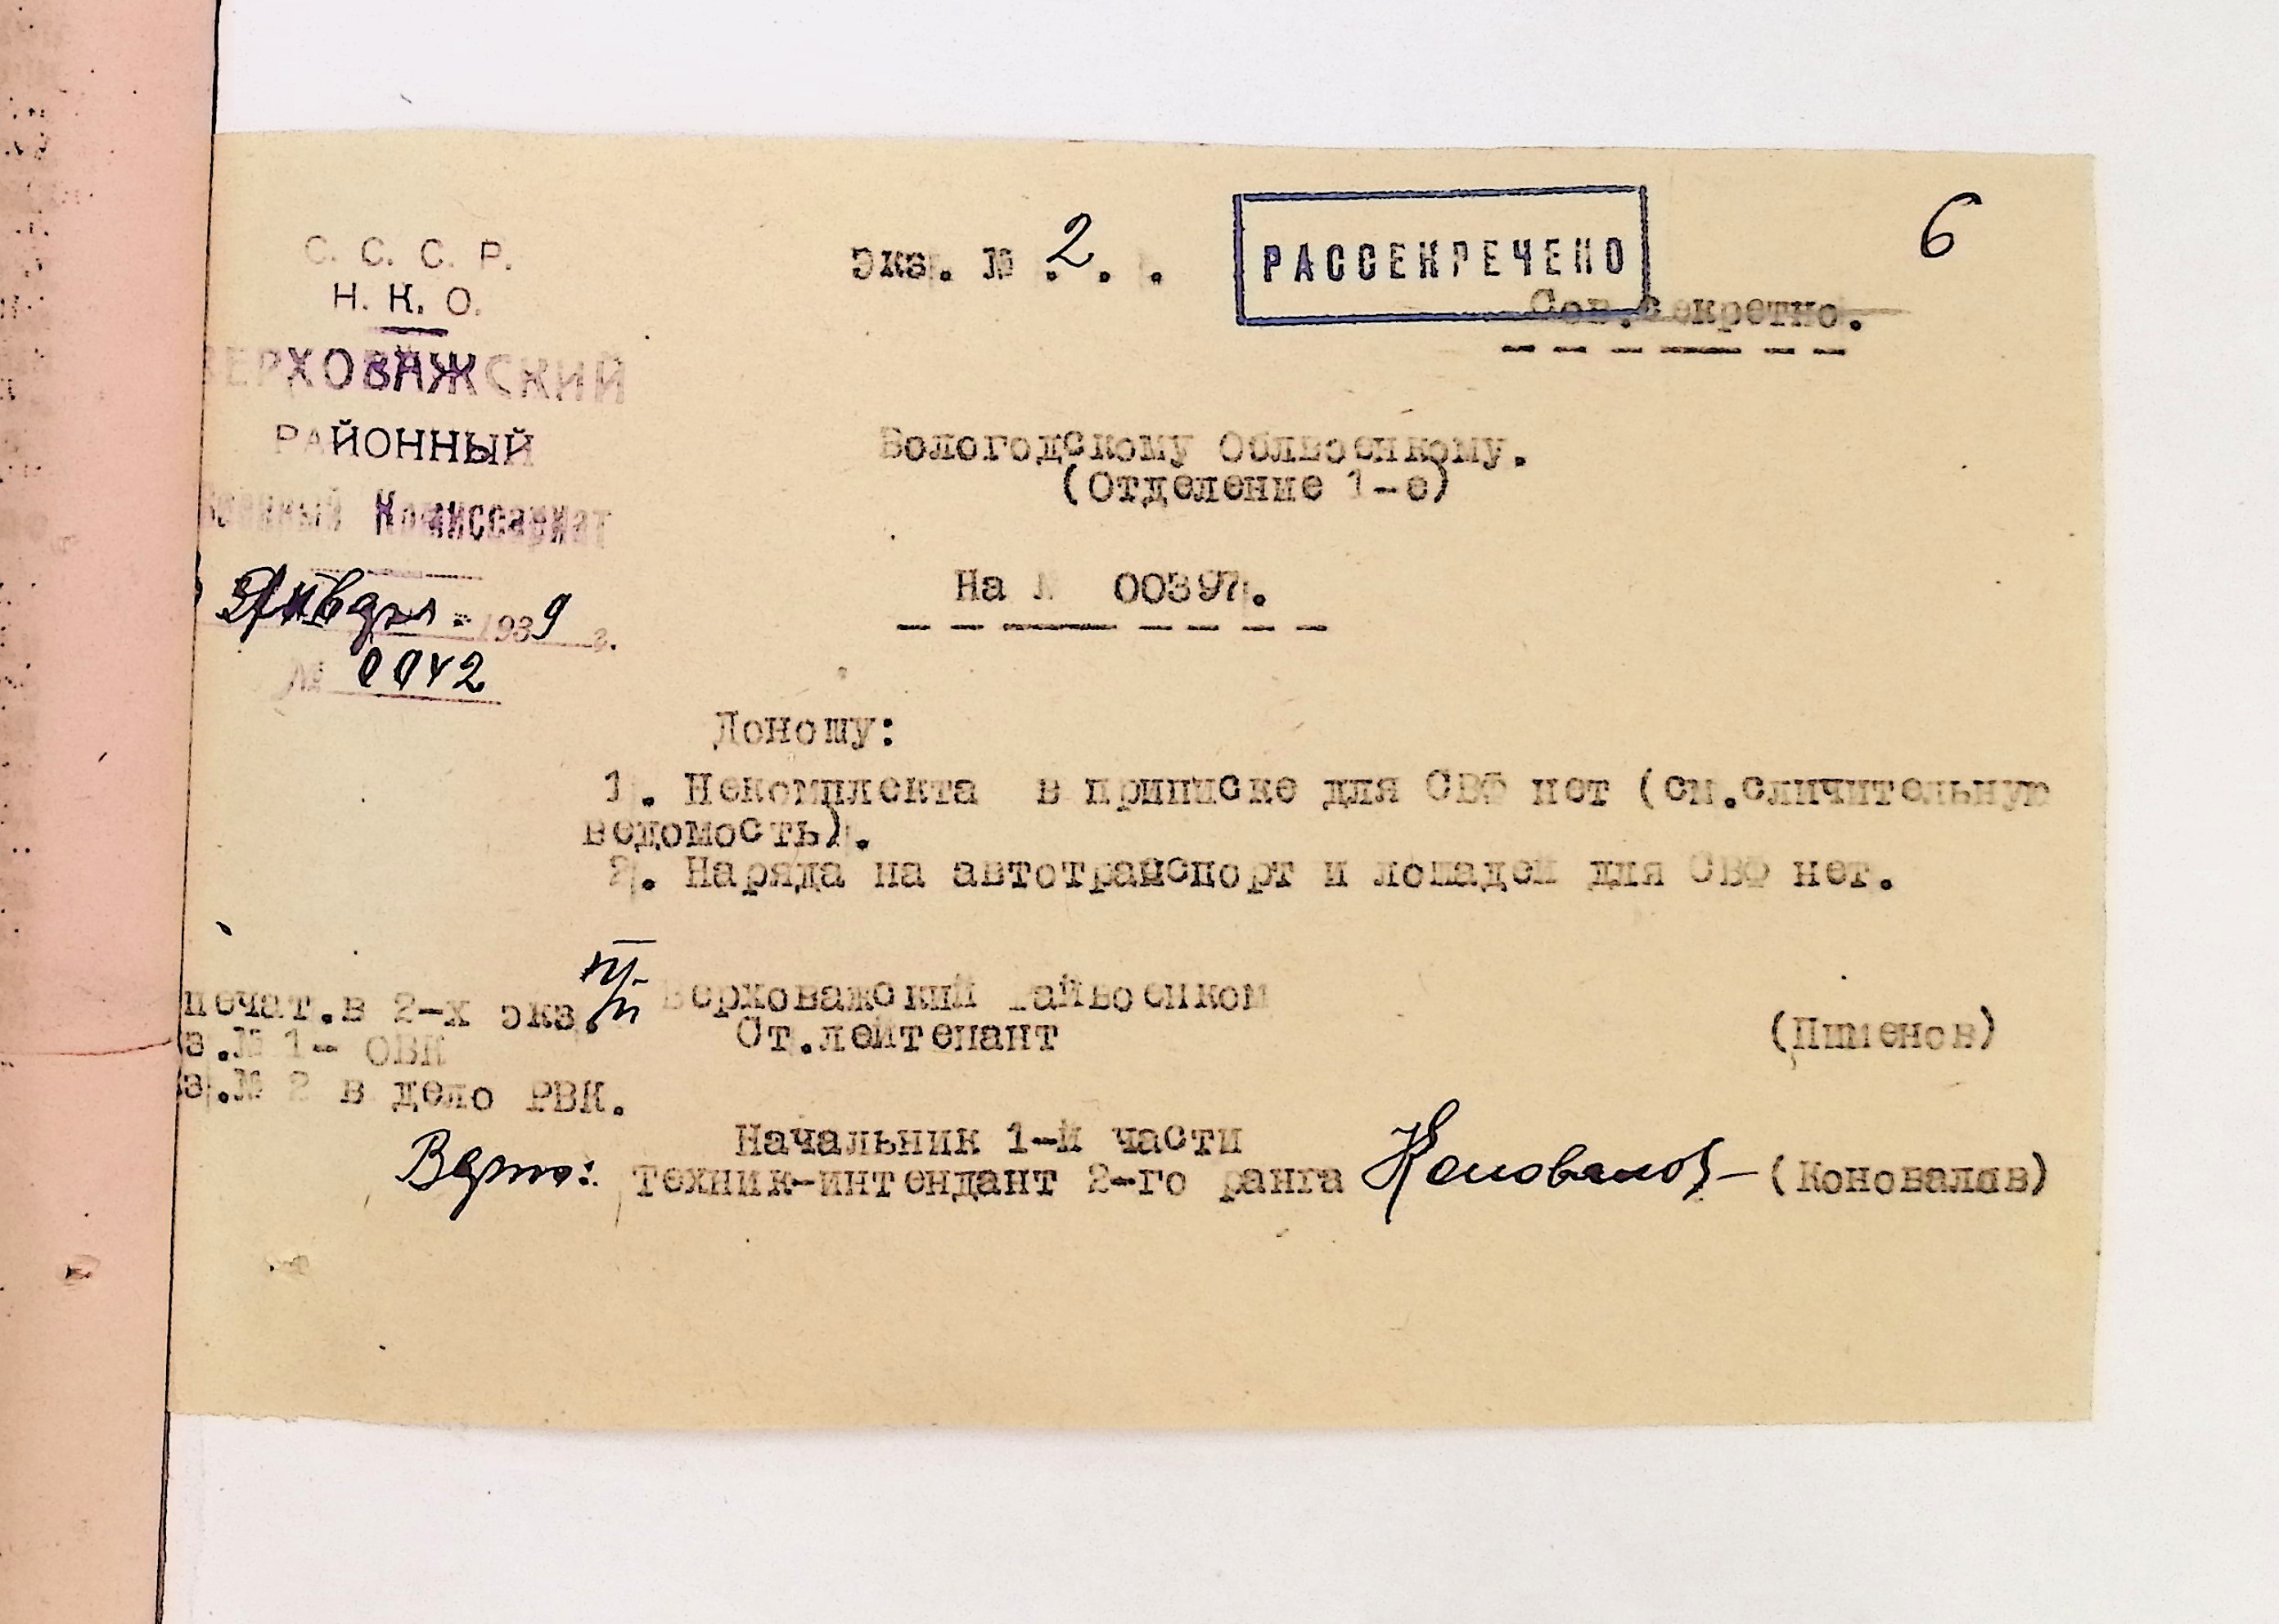 С. С. С. Р.
Н. К. О.
ВЕРХОВАЖСКИЙ
РАЙОННЫЙ
Военный Комиссариат
Января 1939 г.
№ 0042
экз. № 2. .
РАССЕКРЕЧЕНО
6
Сов.секретно.
Вологодскому Облвоенкому.
(Отделение 1-е)
На № 00397.
Доношу:
1. Некомплекта в приписке для СВФ нет (см.сличительную
ведомость).
2. Наряда на автотранспорт и лошадей для СВФ нет.
печат.в 2-х экз.
з.№ 1- ОВК
з.№ 2 в дело РВК.
п/п Верховажский Райвоенком
Ст.лейтенант (Пименов)
Верно: Начальник 1-й части
техник-интендант 2-го ранга Коновалов (Коновалов)